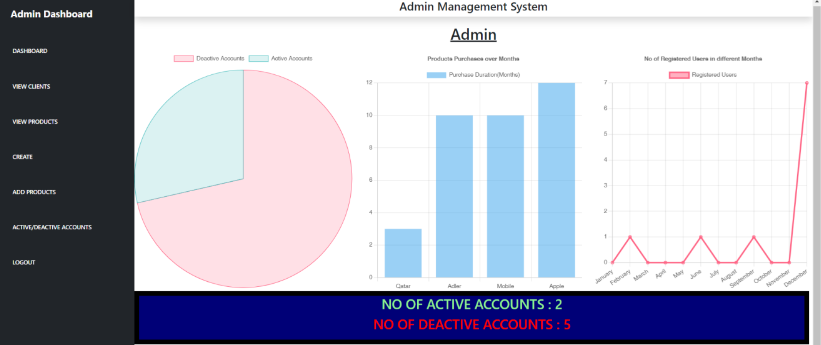 Admin Dashboard
DASHBOARD
VIEW CLIENTS
VIEW PRODUCTS
CREATE
ADD PRODUCTS
ACTIVE/DEACTIVE ACCOUNTS
LOGOUT
Admin Management System
Admin
Deactive Accounts Active Accounts
Products Purchases over Months
Purchase Duration(Months)
12
10
8
6
4
2
0
Qatar Adler Mobile Apple
No of Registered Users in different Months
Registered Users
7
6
5
4
3
2
1
0
January February March April May June July August September October November December
NO OF ACTIVE ACCOUNTS : 2
NO OF DEACTIVE ACCOUNTS : 5